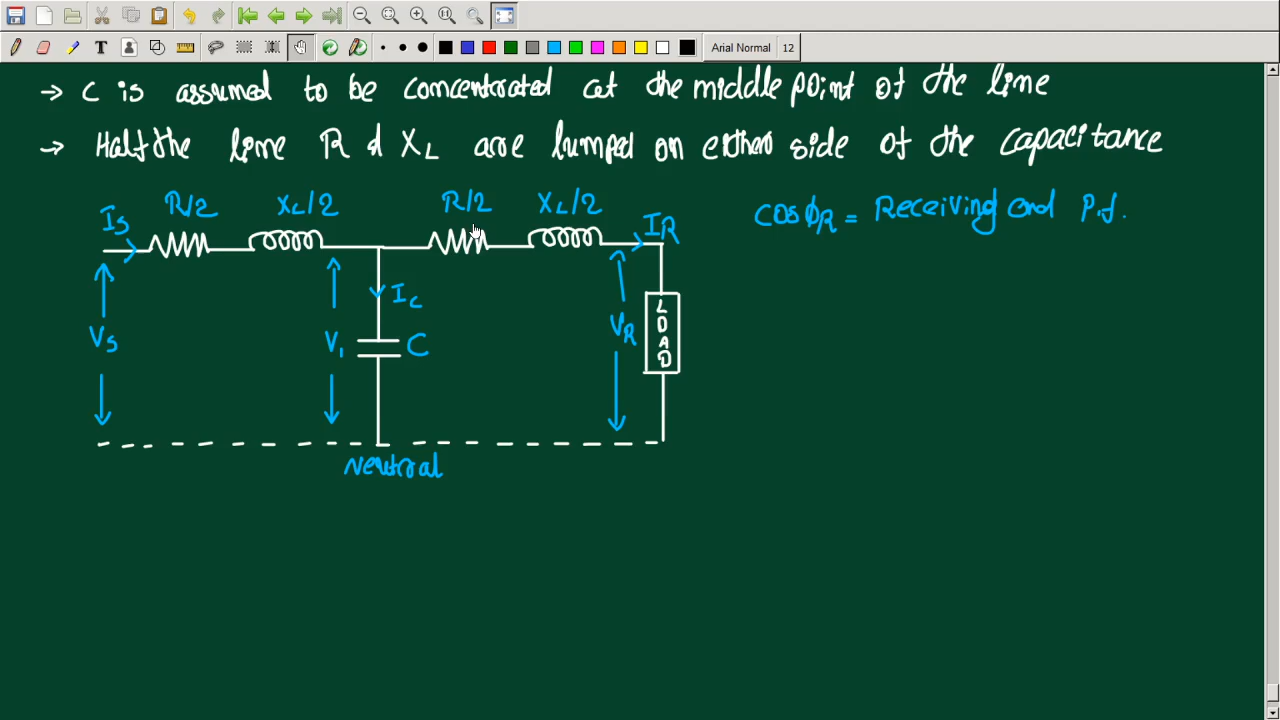 Arial Normal 12
→ C is assumed to be concentrated at the middle point of the line
→ Half the line R & XL are lumped on either side of the capacitance
R/2 XL/2 R/2 XL/2
IS IR
cosϕR = Receiving end P.f.
IC
VS V1 C VR
LOAD
Neutral